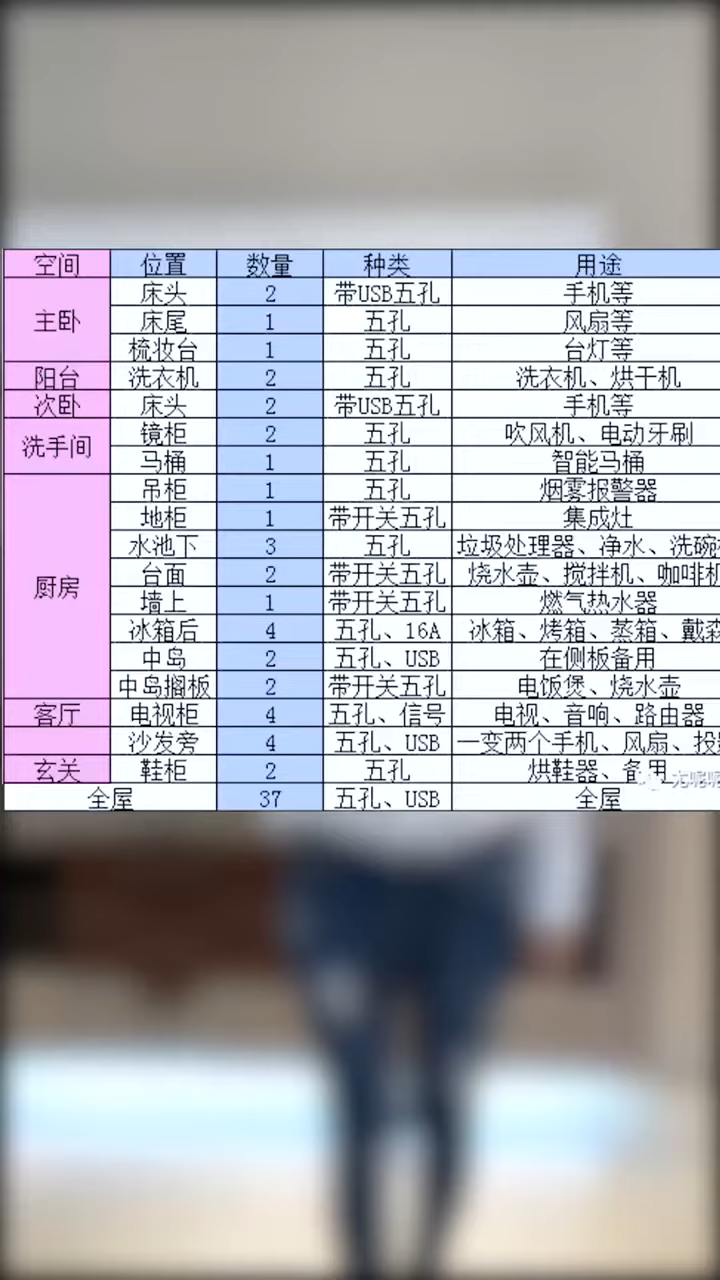 空间 位置 数量 种类 用途
主卧 床头 2 带USB五孔 手机等
床尾 1 五孔 风扇等
梳妆台 1 五孔 台灯等
阳台 洗衣机 2 五孔 洗衣机、烘干机
次卧 床头 2 带USB五孔 手机等
洗手间 镜柜 2 五孔 吹风机、电动牙刷
马桶 1 五孔 智能马桶
厨房 吊柜 1 五孔 烟雾报警器
地柜 1 带开关五孔 集成灶
水池下 3 五孔 垃圾处理器、净水、洗碗
台面 2 带开关五孔 烧水壶、搅拌机、咖啡
墙上 1 带开关五孔 燃气热水器
冰箱后 4 五孔、16A 冰箱、烤箱、蒸箱、戴森
中岛 2 五孔、USB 在侧板备用
中岛搁板 2 带开关五孔 电饭煲、烧水壶
客厅 电视柜 4 五孔、信号 电视、音响、路由器
沙发旁 4 五孔、USB 一变两个手机、风扇、投
玄关 鞋柜 2 五孔 烘鞋器、备用
全屋 37 五孔、USB 全屋